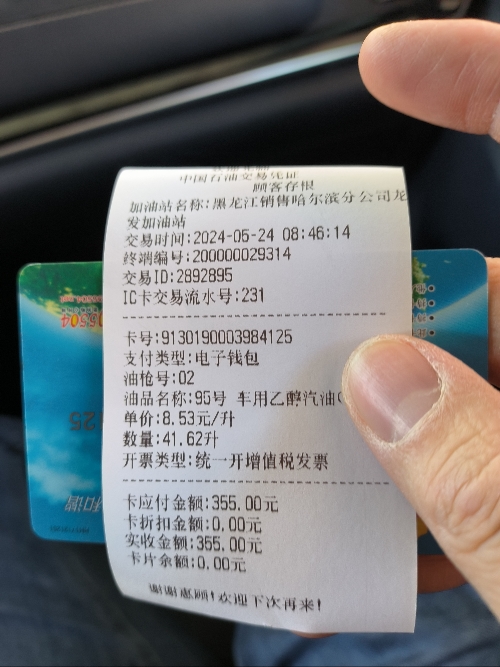 中国石油交易凭证
顾客存根
加油站名称:黑龙江销售哈尔滨分公司龙
发加油站
交易时间:2024-05-24 08:46:14
终端编号:200000029314
交易ID:2892895
IC卡交易流水号:231
卡号:9130190003984125
支付类型:电子钱包
油枪号:02
油品名称:95号 车用乙醇汽油
单价:8.53元/升
数量:41.62升
开票类型:统一开增值税发票
卡应付金额:355.00元
卡折扣金额:0.00元
实收金额:355.00元
卡片余额:0.00元
谢谢惠顾!欢迎下次再来!
和谐